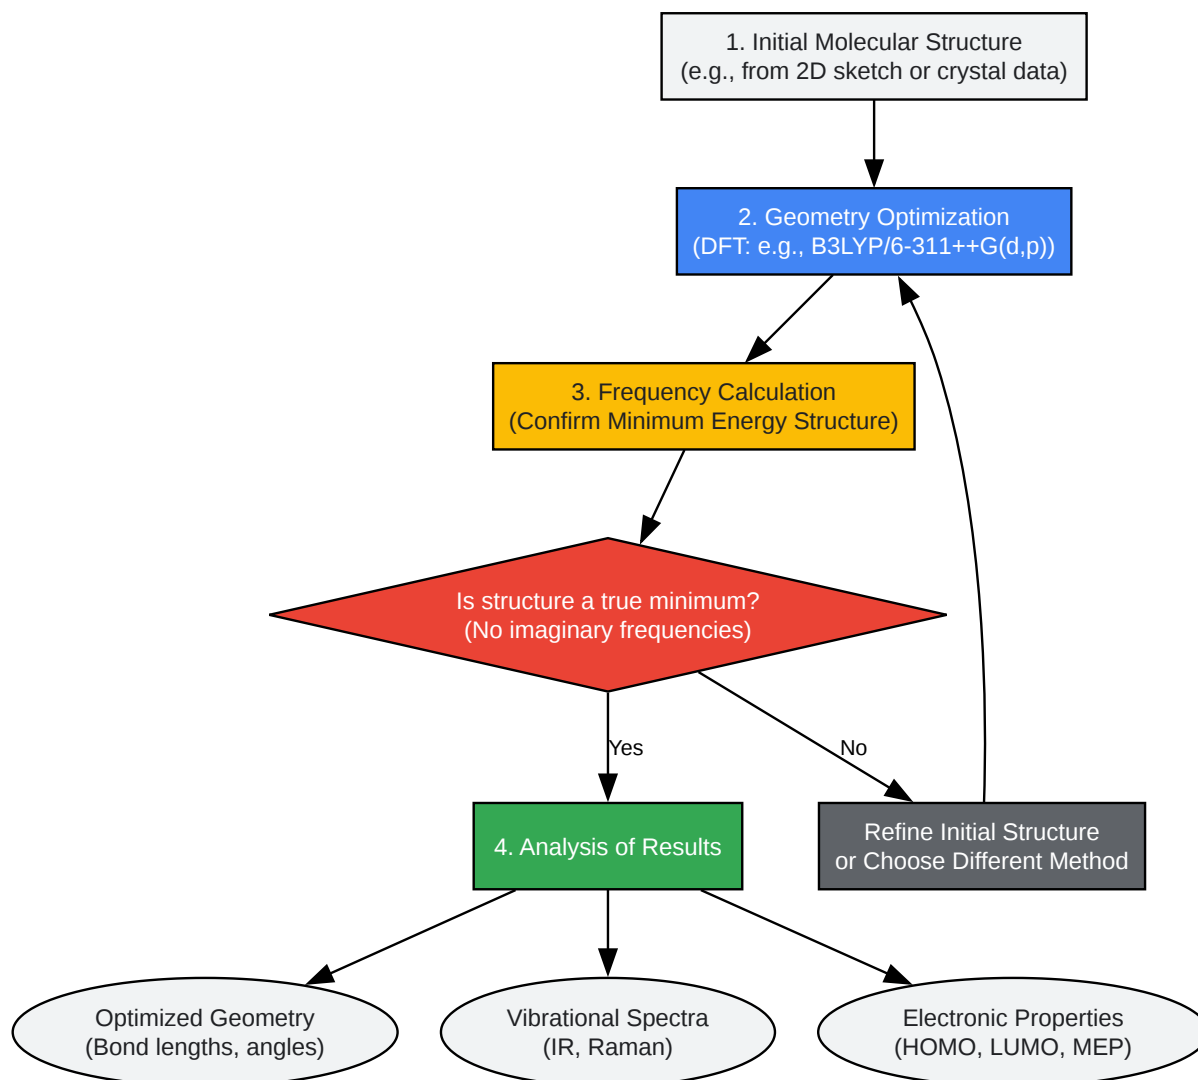 1. Initial Molecular Structure
(e.g., from 2D sketch or crystal data)
2. Geometry Optimization
(DFT: e.g., B3LYP/6-311++G(d,p))
3. Frequency Calculation
(Confirm Minimum Energy Structure)
Is structure a true minimum?
(No imaginary frequencies)
Yes
No
4. Analysis of Results
Refine Initial Structure
or Choose Different Method
Optimized Geometry
(Bond lengths, angles)
Vibrational Spectra
(IR, Raman)
Electronic Properties
(HOMO, LUMO, MEP)